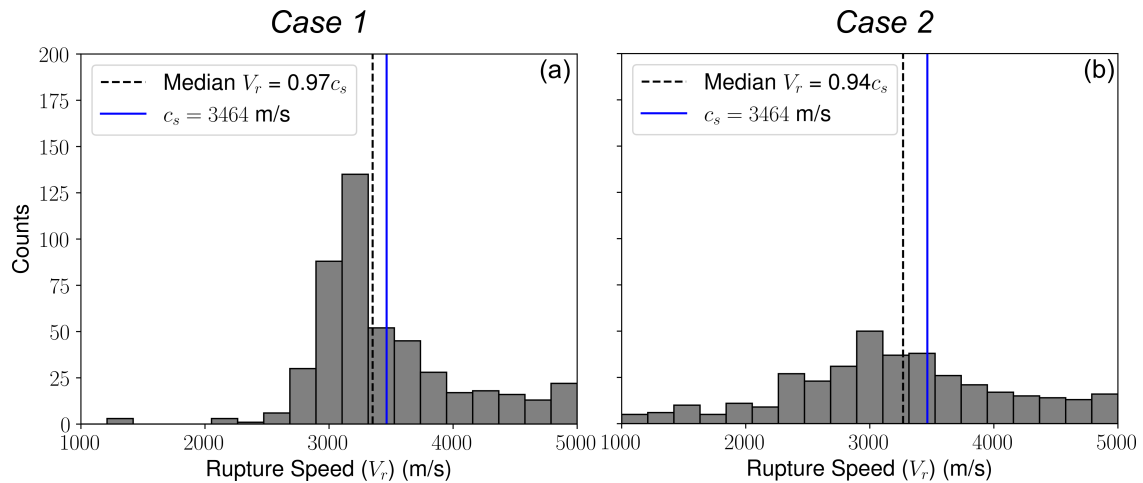 Case 1
Case 2
(a)
Median V_r = 0.97c_s
c_s = 3464 m/s
200
175
150
125
100
75
50
25
0
Counts
1000
2000
3000
4000
5000
Rupture Speed (V_r) (m/s)
(b)
Median V_r = 0.94c_s
c_s = 3464 m/s
1000
2000
3000
4000
5000
Rupture Speed (V_r) (m/s)